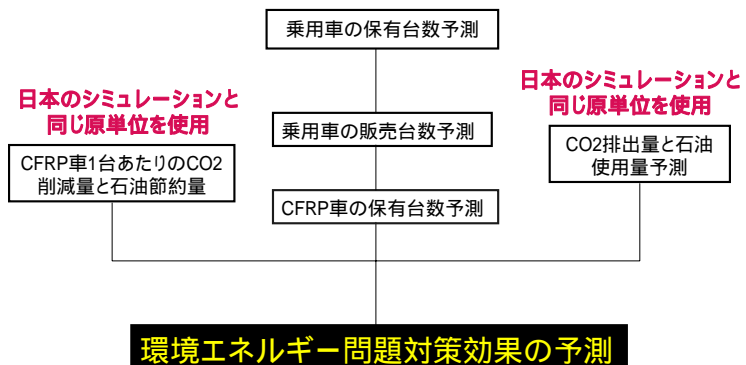 乗用車の保有台数予測
日本のシミュレーションと
同じ原単位を使用
日本のシミュレーションと
同じ原単位を使用
乗用車の販売台数予測
CFRP車1台あたりのCO2
削減量と石油節約量
CO2排出量と石油
使用量予測
CFRP車の保有台数予測
環境エネルギー問題対策効果の予測